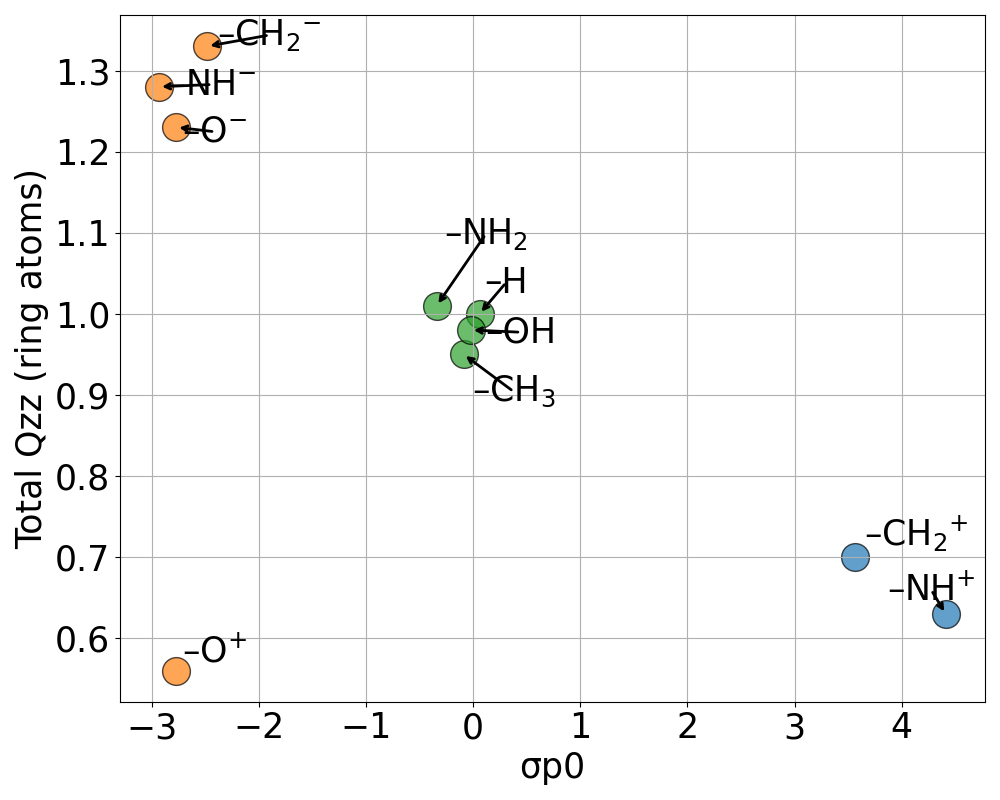 –CH₂⁻
NH⁻
–O⁻
–NH₂
–H
–OH
–CH₃
–CH₂⁺
–NH⁺
–O⁺
1.3
1.2
1.1
1.0
0.9
0.8
0.7
0.6
Total Qzz (ring atoms)
−3
−2
−1
0
1
2
3
4
σp0